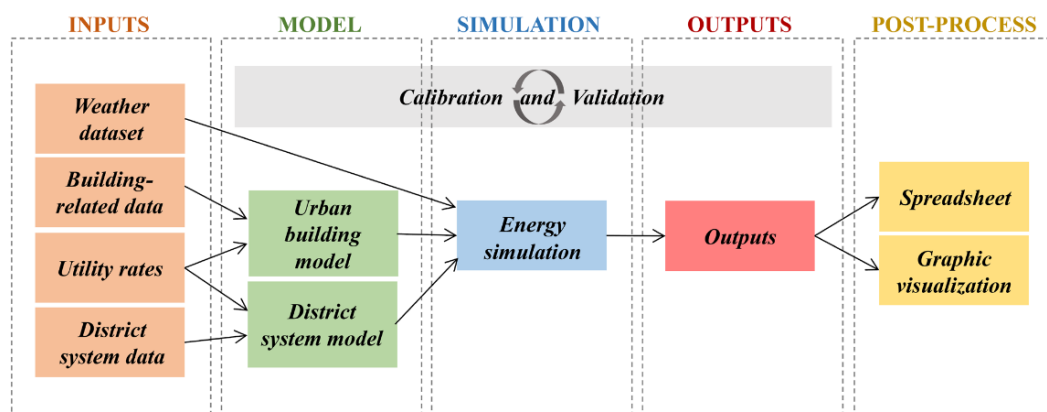 INPUTS
MODEL
SIMULATION
OUTPUTS
POST-PROCESS
Calibration and Validation
Weather
dataset
Building-
related data
Utility rates
District
system data
Urban
building
model
District
system model
Energy
simulation
Outputs
Spreadsheet
Graphic
visualization